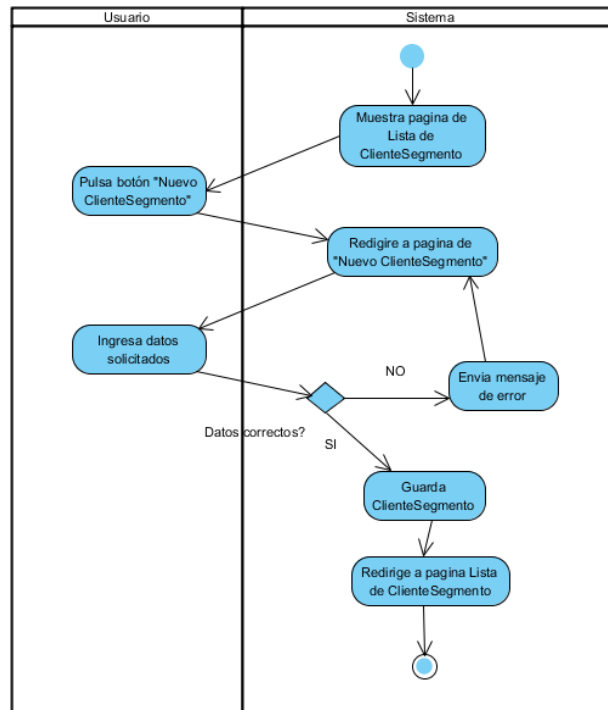 Usuario
Sistema
Muestra pagina de
Lista de
ClienteSegmento
Pulsa botón "Nuevo
ClienteSegmento"
Redigire a pagina de
"Nuevo ClienteSegmento"
Ingresa datos
solicitados
NO
Envia mensaje
de error
Datos correctos?
SI
Guarda
ClienteSegmento
Redirige a pagina Lista
de ClienteSegmento